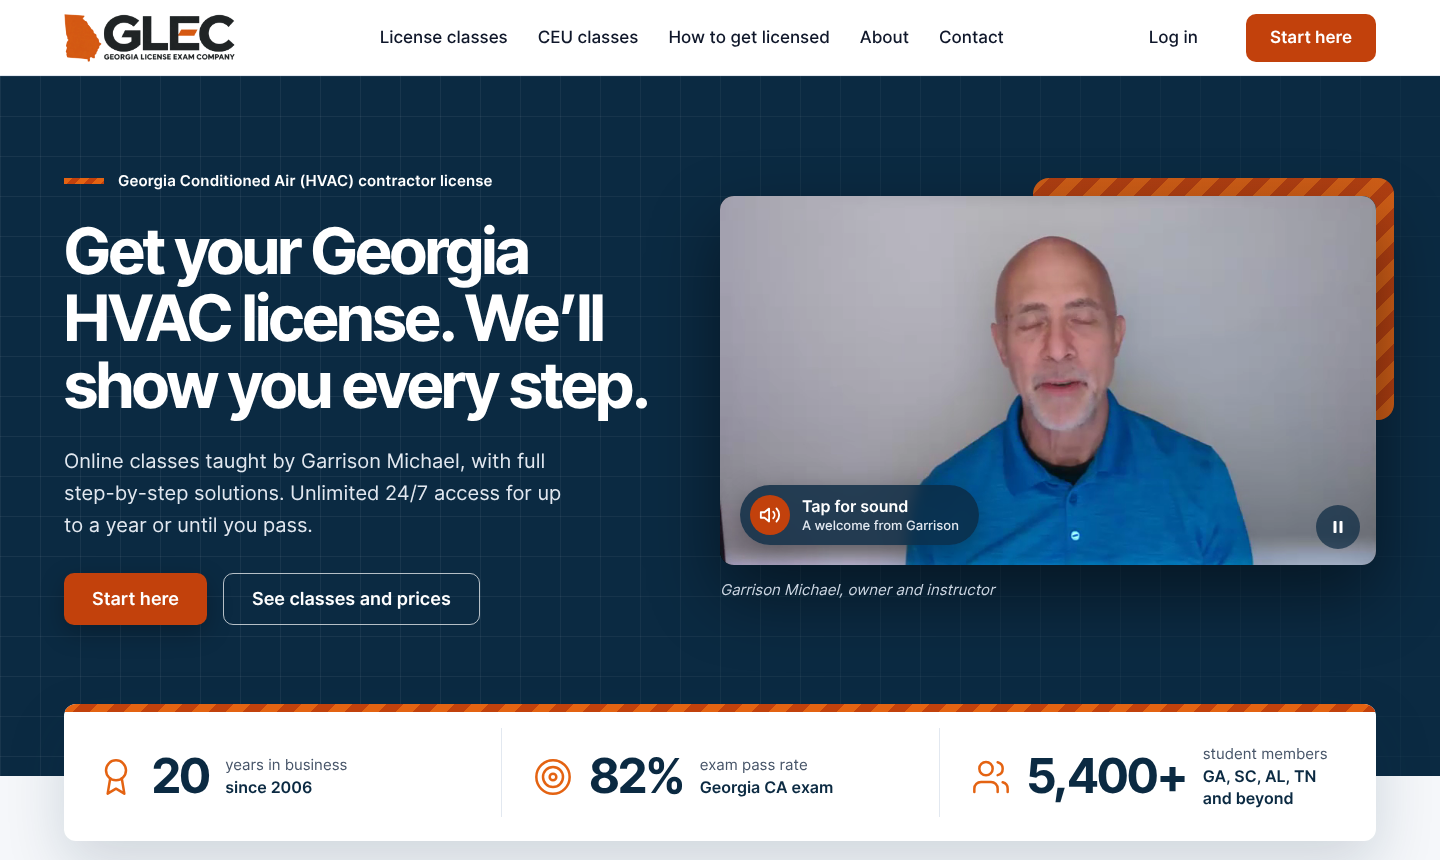 GLEC
GEORGIA LICENSE EXAM COMPANY
License classes
CEU classes
How to get licensed
About
Contact
Log in
Start here
Georgia Conditioned Air (HVAC) contractor license
Get your Georgia
HVAC license. We’ll
show you every step.
Online classes taught by Garrison Michael, with full
step-by-step solutions. Unlimited 24/7 access for up
to a year or until you pass.
Start here
See classes and prices
Tap for sound
A welcome from Garrison
Garrison Michael, owner and instructor
20
years in business
since 2006
82%
exam pass rate
Georgia CA exam
5,400+
student members
GA, SC, AL, TN
and beyond